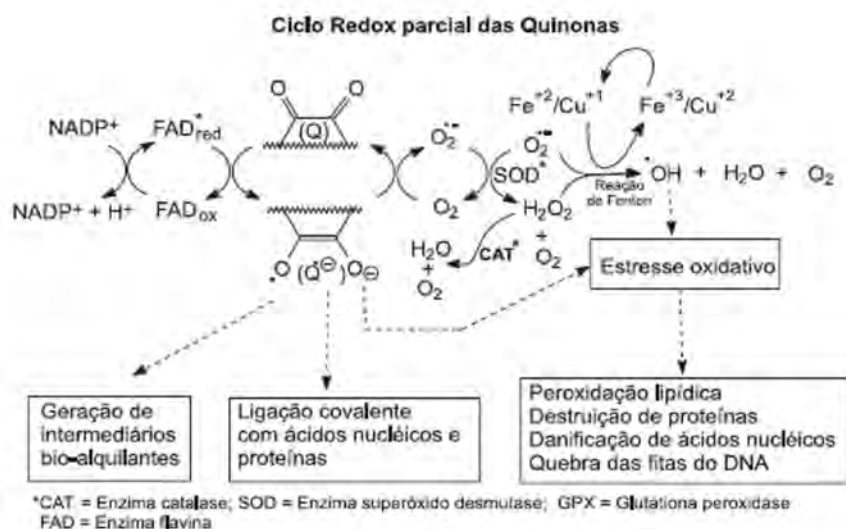 Ciclo Redox parcial das Quinonas
O O
(Q)
Fe+2/Cu+1 Fe+3/Cu+2
NADP+ FAD*red
O2•− O2•−
SOD*
•OH + H2O + O2
Reação
de Fenton
NADP+ + H+ FADox
O2 H2O2
+
O2
H2O
+
O2
CAT*
•O (Q•⊖) O⊖
Estresse oxidativo
Geração de
intermediários
bio-alquilantes
Ligação covalente
com ácidos nucléicos e
proteínas
Peroxidação lipídica
Destruição de proteínas
Danificação de ácidos nucléicos
Quebra das fitas do DNA
*CAT = Enzima catalase; SOD = Enzima superóxido desmutase; GPX = Glutationa peroxidase
FAD = Enzima flavina